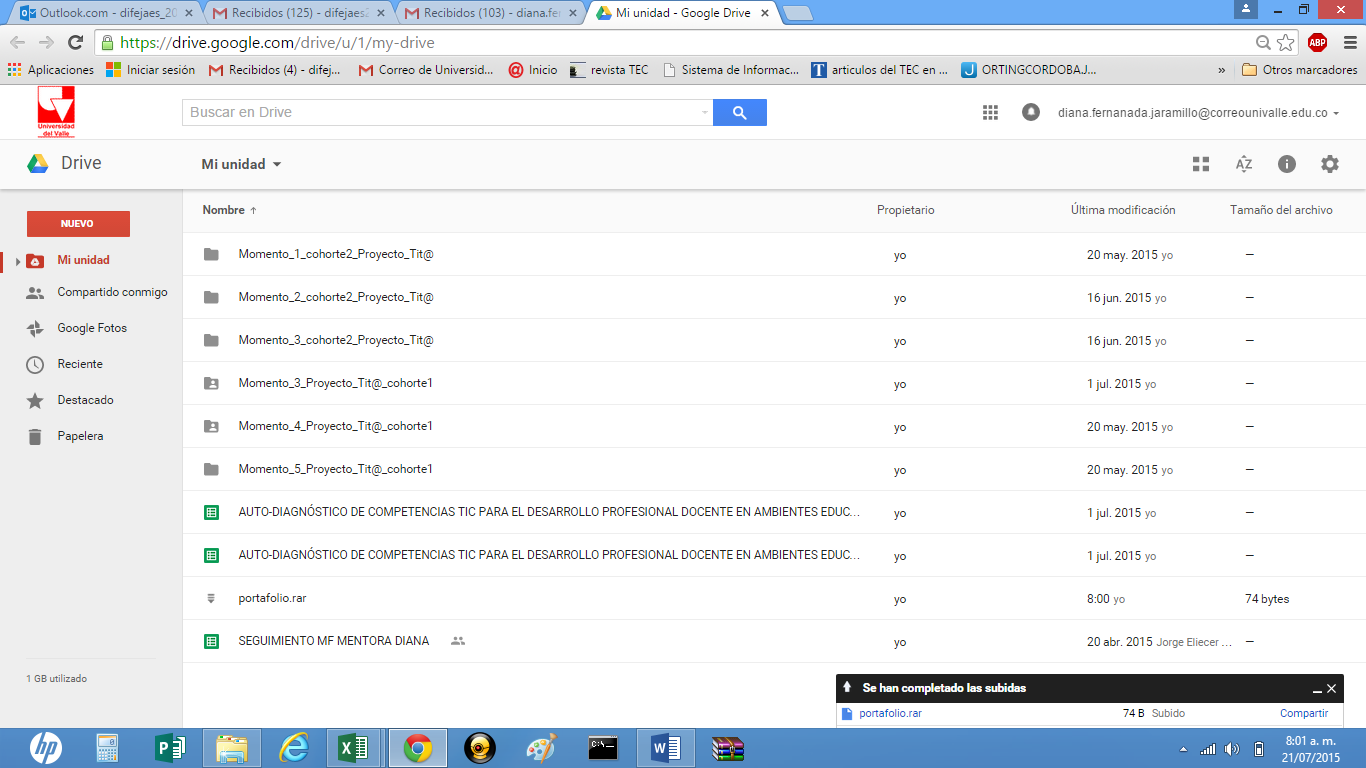 Outlook.com - difejaes_20
Recibidos (125) - difejaes2
Recibidos (103) - diana.fer
Mi unidad - Google Drive
https://drive.google.com/drive/u/1/my-drive
ABP
Aplicaciones
Iniciar sesión
Recibidos (4) - difej...
Correo de Universid...
Inicio
revista TEC
Sistema de Informac...
articulos del TEC en ...
ORTINGCORDOBA.J...
»
Otros marcadores
Universidad
del Valle
Buscar en Drive
diana.fernanada.jaramillo@correounivalle.edu.co
Drive
Mi unidad
AZ
NUEVO
Mi unidad
Compartido conmigo
Google Fotos
Reciente
Destacado
Papelera
1 GB utilizado
Nombre ↑ Propietario Última modificación Tamaño del archivo
Momento_1_cohorte2_Proyecto_Tit@ yo 20 may. 2015 yo —
Momento_2_cohorte2_Proyecto_Tit@ yo 16 jun. 2015 yo —
Momento_3_cohorte2_Proyecto_Tit@ yo 16 jun. 2015 yo —
Momento_3_Proyecto_Tit@_cohorte1 yo 1 jul. 2015 yo —
Momento_4_Proyecto_Tit@_cohorte1 yo 20 may. 2015 yo —
Momento_5_Proyecto_Tit@_cohorte1 yo 20 may. 2015 yo —
AUTO-DIAGNÓSTICO DE COMPETENCIAS TIC PARA EL DESARROLLO PROFESIONAL DOCENTE EN AMBIENTES EDUC... yo 1 jul. 2015 yo —
AUTO-DIAGNÓSTICO DE COMPETENCIAS TIC PARA EL DESARROLLO PROFESIONAL DOCENTE EN AMBIENTES EDUC... yo 1 jul. 2015 yo —
portafolio.rar yo 8:00 yo 74 bytes
SEGUIMIENTO MF MENTORA DIANA yo 20 abr. 2015 Jorge Eliecer ... —
Se han completado las subidas
portafolio.rar 74 B Subido Compartir
8:01 a. m.
21/07/2015